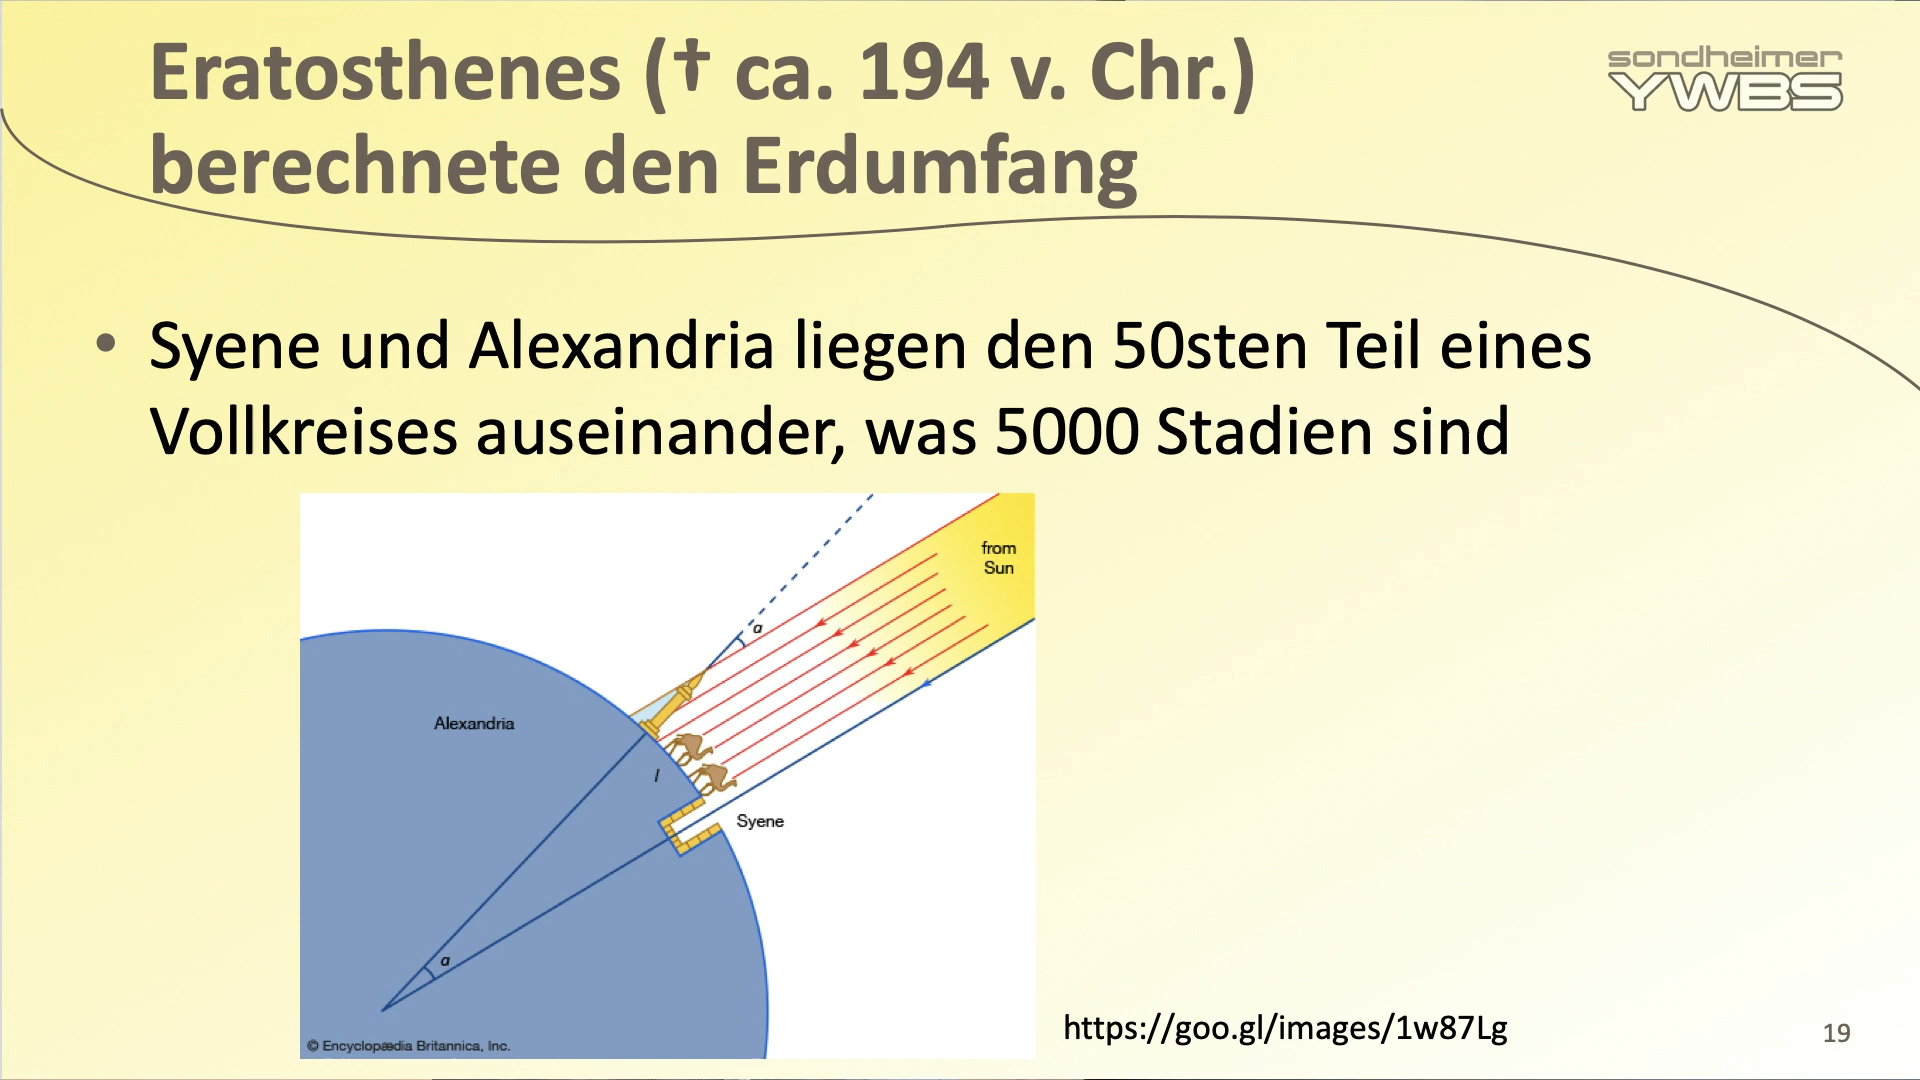 Eratosthenes († ca. 194 v. Chr.)
berechnete den Erdumfang
sondheimer
YWBS
• Syene und Alexandria liegen den 50sten Teil eines
Vollkreises auseinander, was 5000 Stadien sind
from
Sun
α
Alexandria
l
Syene
α
© Encyclopædia Britannica, Inc.
https://goo.gl/images/1w87Lg
19